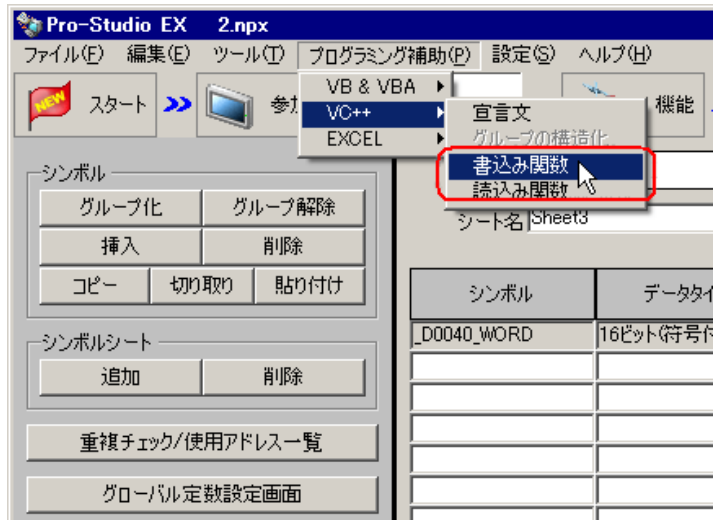 Pro-Studio EX 2.npx
ファイル(F) 編集(E) ツール(T) プログラミング補助(P) 設定(S) ヘルプ(H)
NEW スタート
機能
VB & VBA
VC++
EXCEL
宣言文
グループの構造化
書込み関数
読込み関数
シンボル
グループ化 グループ解除
挿入 削除
コピー 切り取り 貼り付け
シンボルシート
追加 削除
重複チェック/使用アドレス一覧
グローバル定数設定画面
シート名 Sheet3
シンボル データタイ
_D0040_WORD 16ビット(符号付